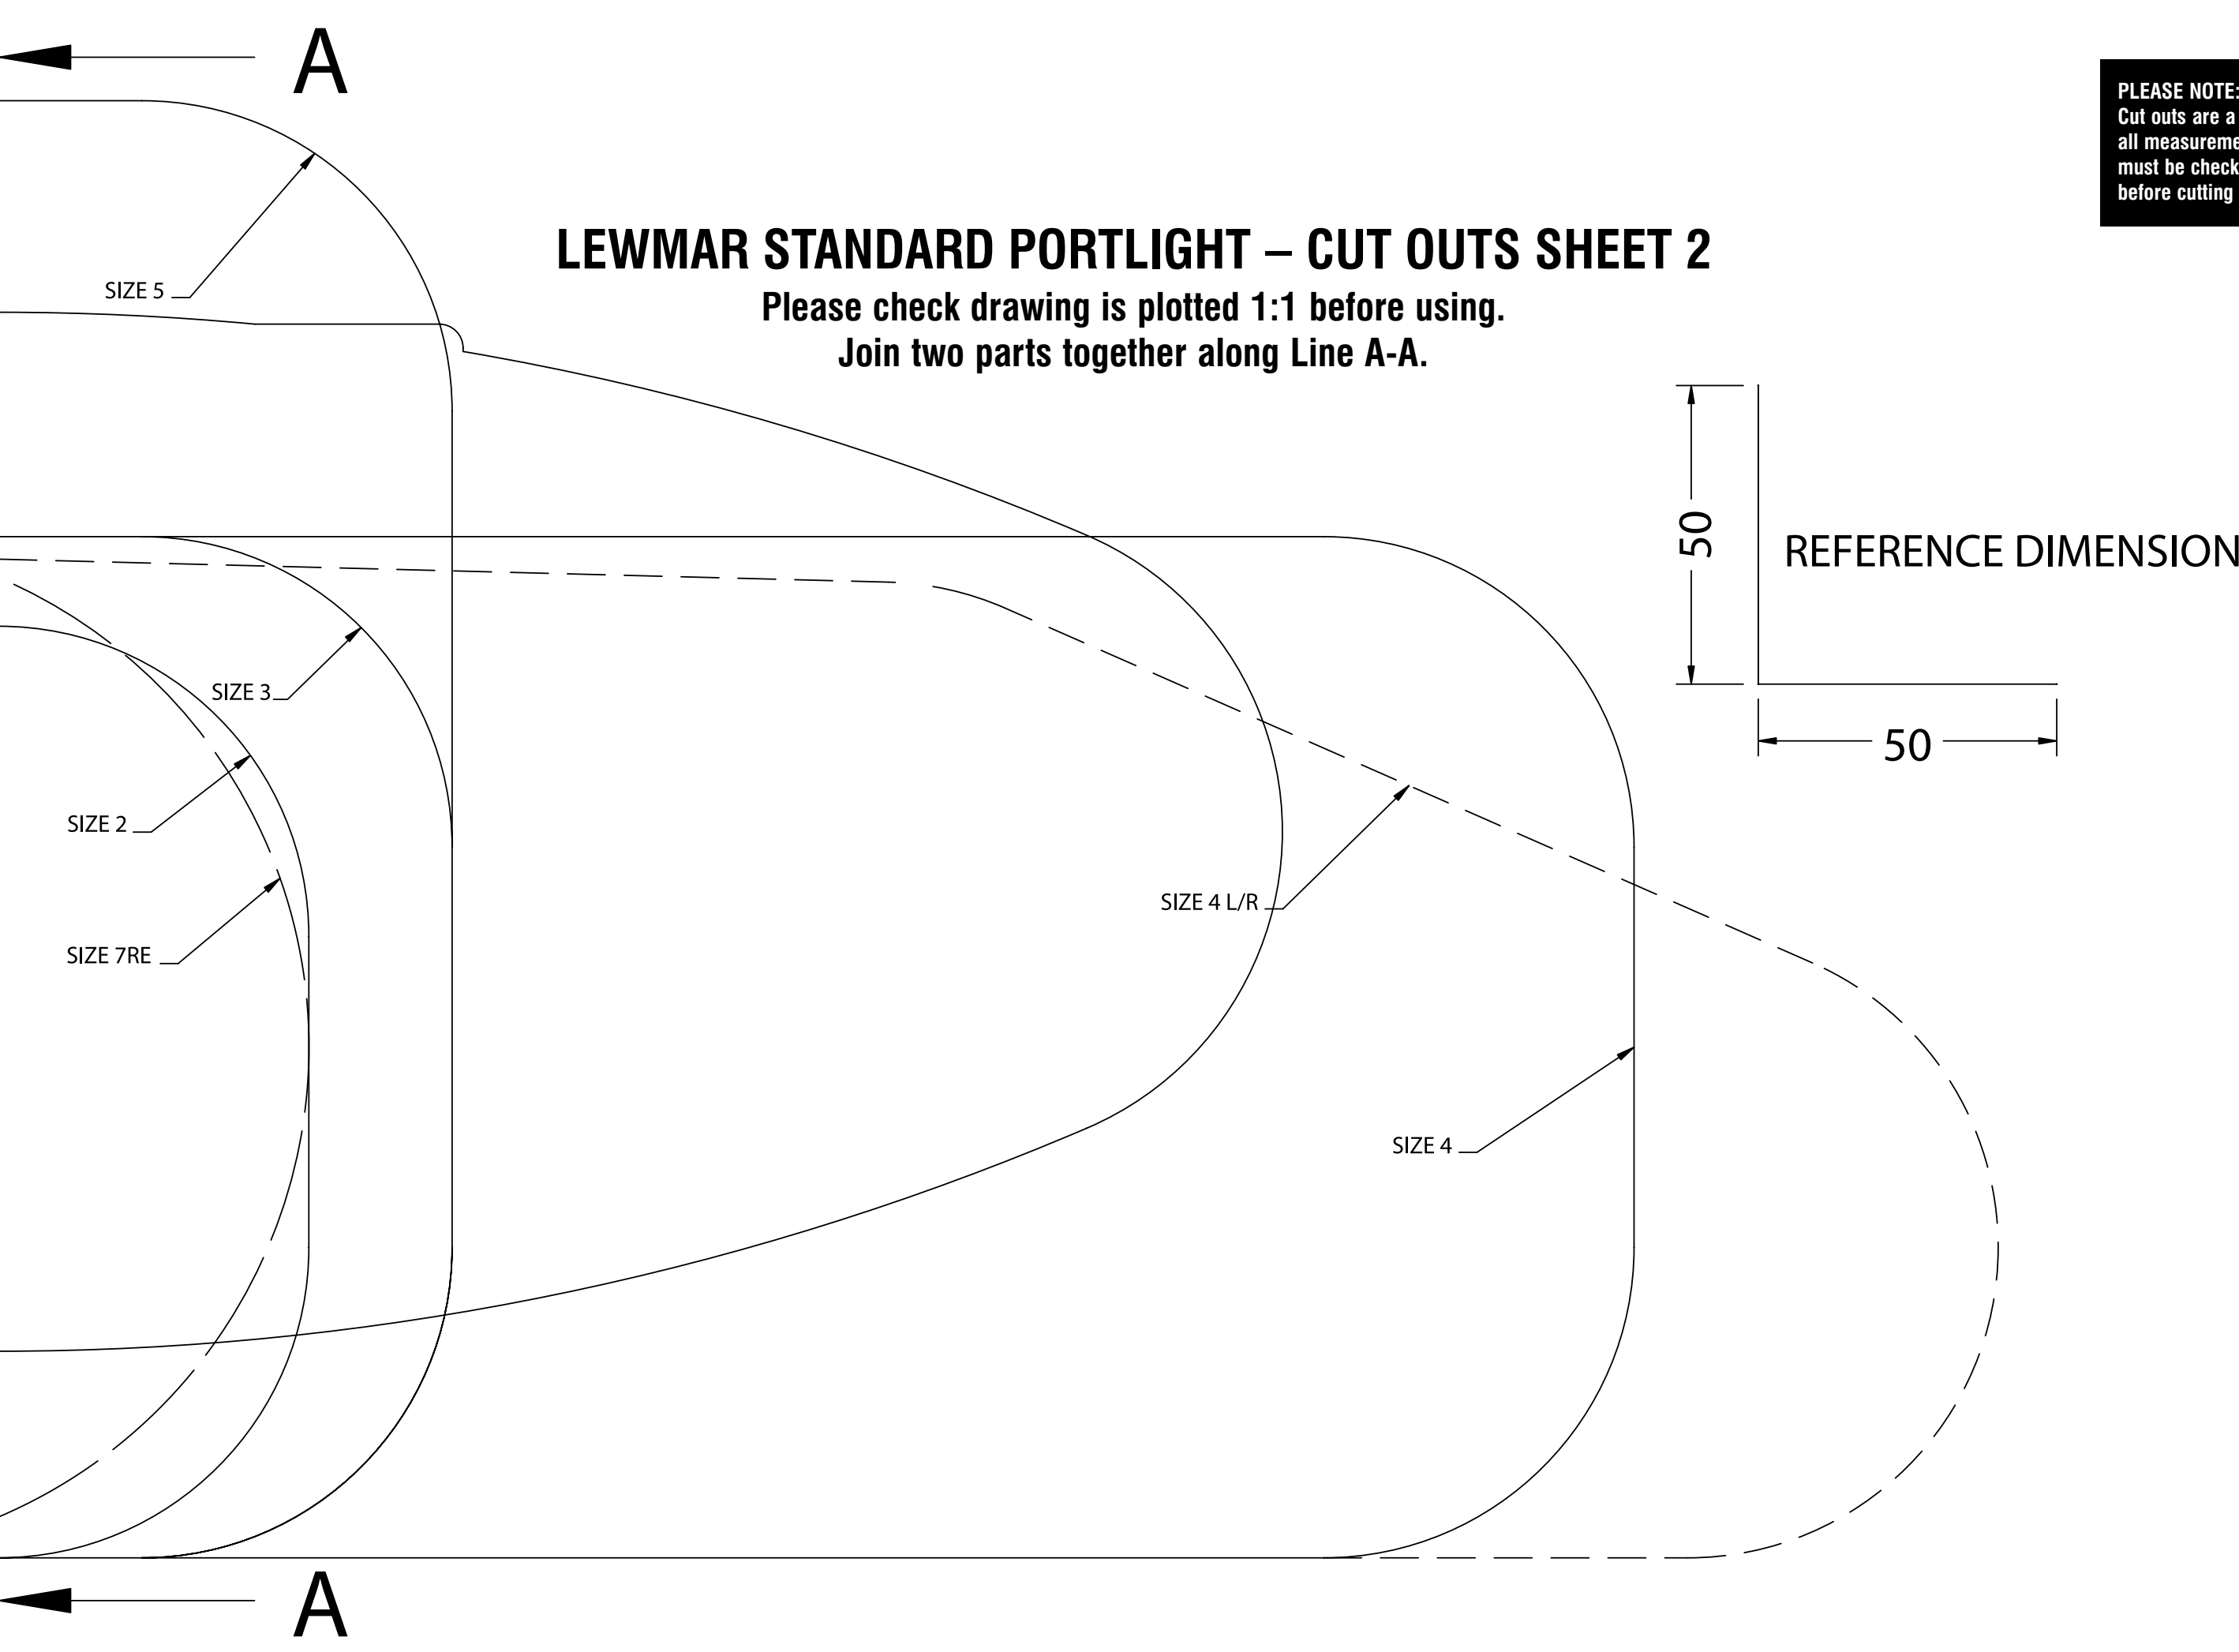 A
PLEASE NOTE:
Cut outs are a
all measureme
must be check
before cutting
LEWMAR STANDARD PORTLIGHT – CUT OUTS SHEET 2
Please check drawing is plotted 1:1 before using.
Join two parts together along Line A-A.
SIZE 5
50
REFERENCE DIMENSION
50
SIZE 3
SIZE 2
SIZE 4 L/R
SIZE 7RE
SIZE 4
A